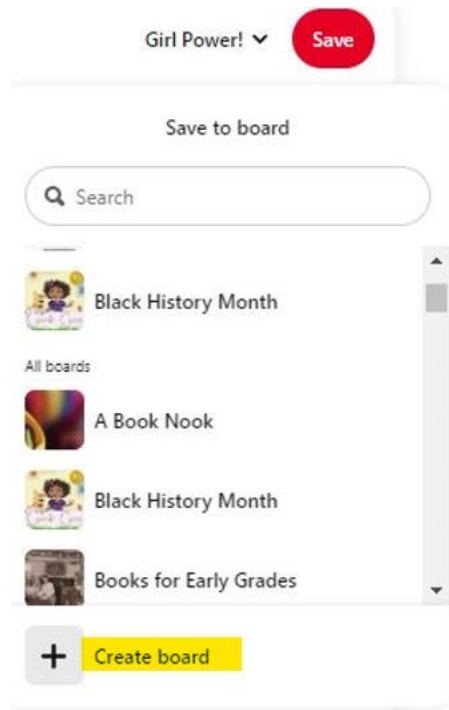 Girl Power!
Save
Save to board
Search
Black History Month
All boards
A Book Nook
Black History Month
Books for Early Grades
Create board